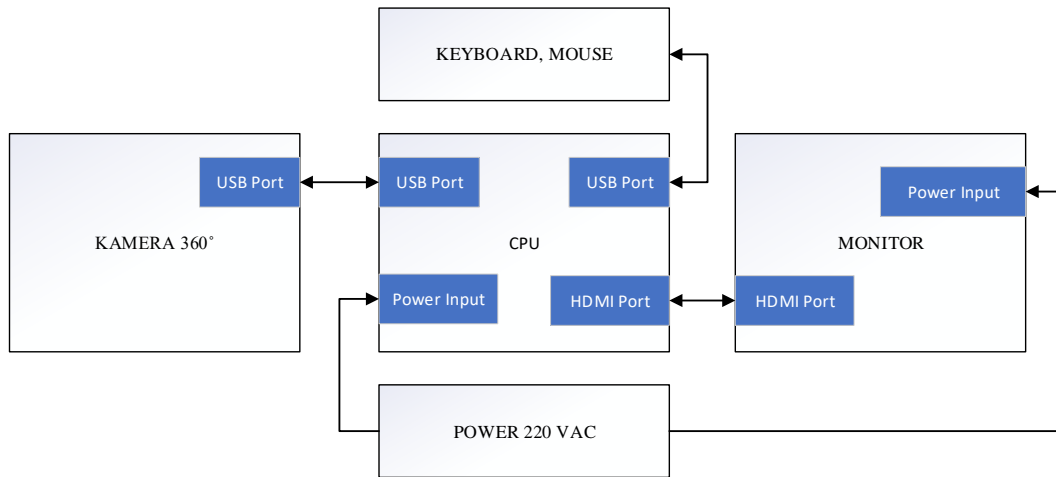 KEYBOARD, MOUSE
USB Port
USB Port
USB Port
Power Input
KAMERA 360°
CPU
MONITOR
Power Input
HDMI Port
HDMI Port
POWER 220 VAC